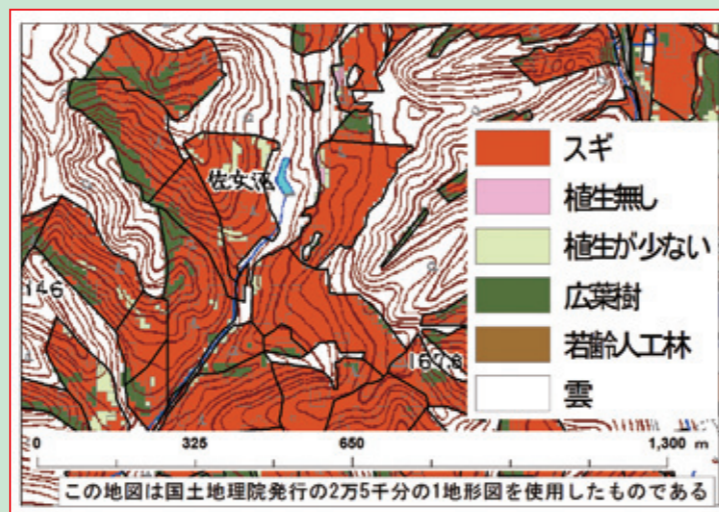 佐女沼
146
167.8
100
スギ
植生無し
植生が少ない
広葉樹
若齢人工林
雲
0 325 650 1,300 m
この地図は国土地理院発行の2万5千分の1地形図を使用したものである